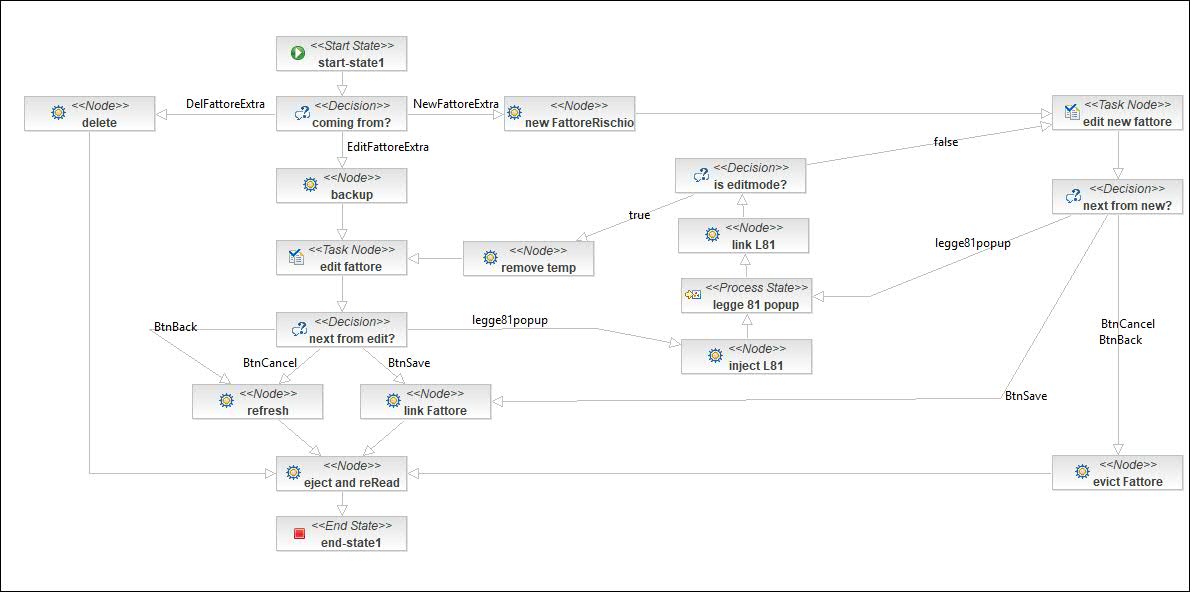 <<Start State>>
start-state1
<<Node>>
delete
DelFattoreExtra
<<Decision>>
coming from?
NewFattoreExtra
<<Node>>
new FattoreRischio
<<Task Node>>
edit new fattore
EditFattoreExtra
false
<<Decision>>
is editmode?
<<Node>>
backup
<<Decision>>
next from new?
true
<<Node>>
link L81
legge81popup
<<Task Node>>
edit fattore
<<Node>>
remove temp
<<Process State>>
legge 81 popup
BtnBack
<<Decision>>
next from edit?
legge81popup
BtnCancel
BtnBack
<<Node>>
inject L81
BtnCancel
BtnSave
<<Node>>
refresh
<<Node>>
link Fattore
BtnSave
<<Node>>
eject and reRead
<<Node>>
evict Fattore
<<End State>>
end-state1